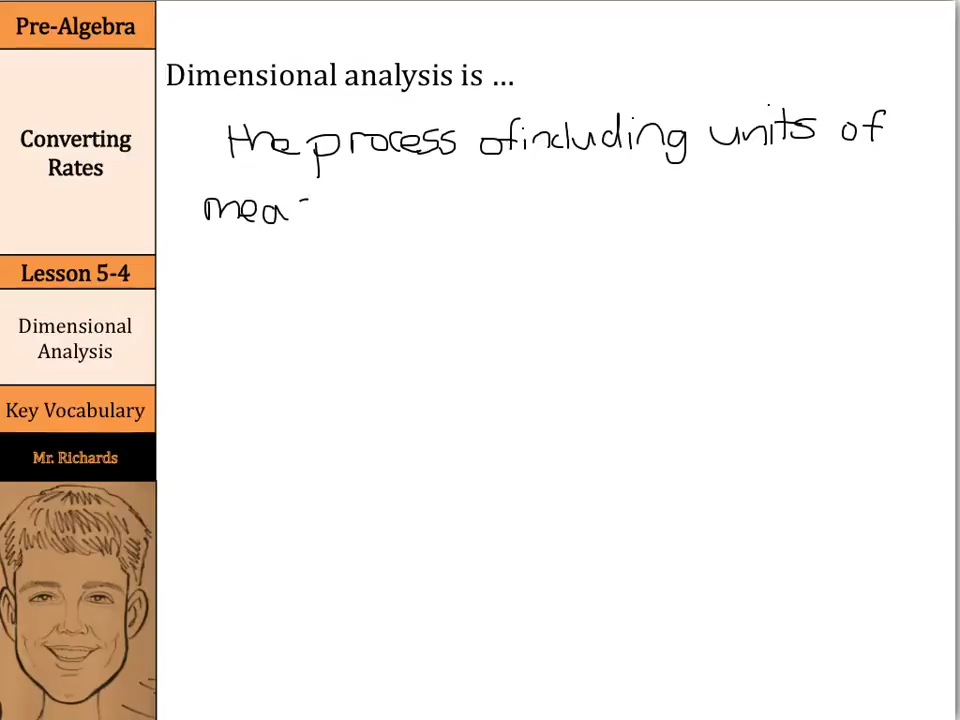 Pre-Algebra
Converting
Rates
Lesson 5-4
Dimensional
Analysis
Key Vocabulary
Mr. Richards
Dimensional analysis is ...
the process of including units of
mea